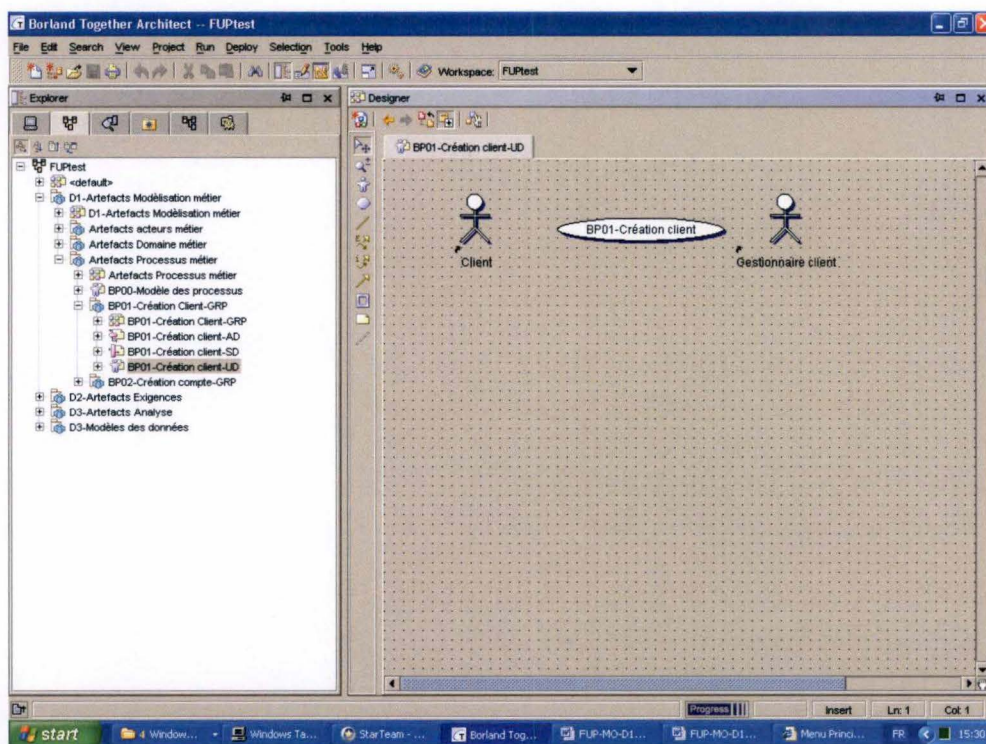 Borland Together Architect -- FUPtest
File Edit Search View Project Run Deploy Selection Tools Help
Workspace: FUPtest
Explorer
Designer
BP01-Création client-UD
FUPtest
<default>
D1-Artefacts Modèlisation métier
D1-Artefacts Modèlisation métier
Artefacts acteurs métier
Artefacts Domaine métier
Artefacts Processus métier
Artefacts Processus métier
BP00-Modèle des processus
BP01-Création Client-GRP
BP01-Création Client-GRP
BP01-Création client-AD
BP01-Création client-SD
BP01-Création client-UD
BP02-Création compte-GRP
D2-Artefacts Exigences
D3-Artefacts Analyse
D3-Modèles des données
BP01-Création client
Client
Gestionnaire client
Progress
Insert
Ln: 1
Col: 1
start
4 Window...
Windows Ta...
StarTeam - ...
Borland Tog...
FUP-MO-D1...
FUP-MO-D1...
Menu Princi...
FR
15:30